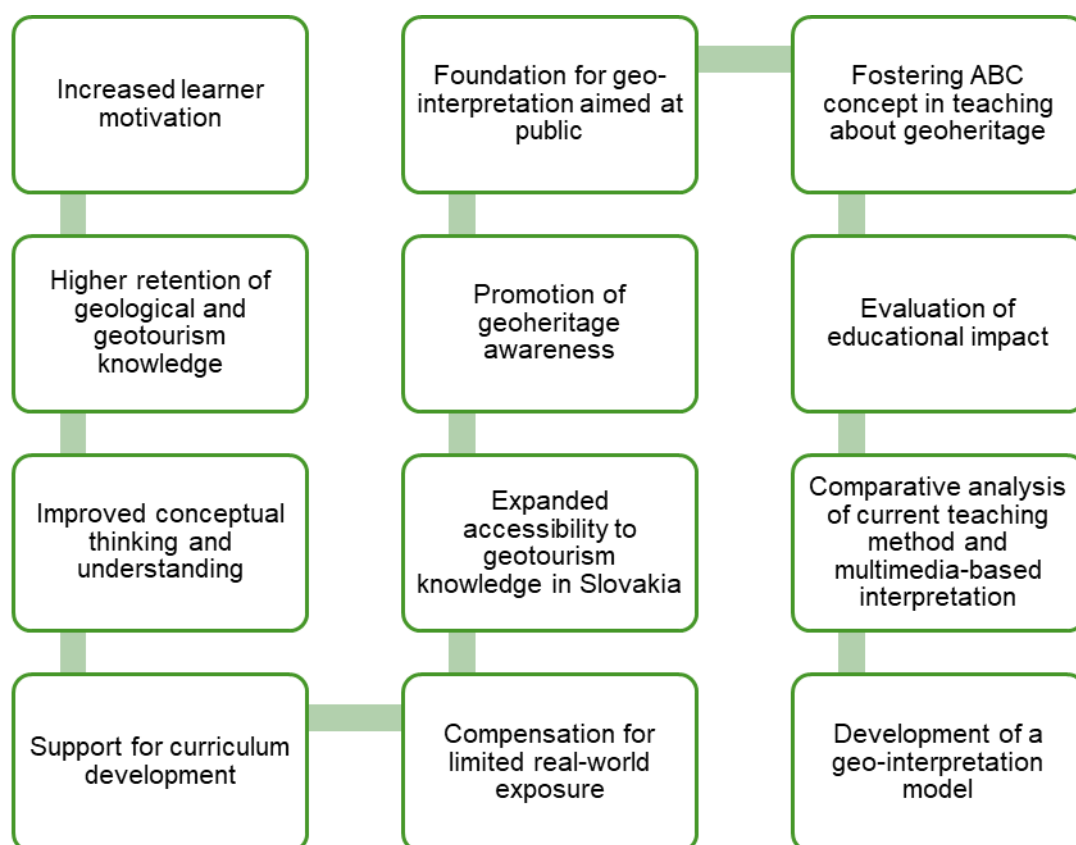 Increased learner
motivation
Higher retention of
geological and
geotourism
knowledge
Improved conceptual
thinking and
understanding
Support for curriculum
development
Compensation for
limited real-world
exposure
Expanded
accessibility to
geotourism
knowledge in Slovakia
Promotion of
geoheritage
awareness
Foundation for geo-
interpretation aimed at
public
Fostering ABC
concept in teaching
about geoheritage
Evaluation of
educational impact
Comparative analysis
of current teaching
method and
multimedia-based
interpretation
Development of a
geo-interpretation
model